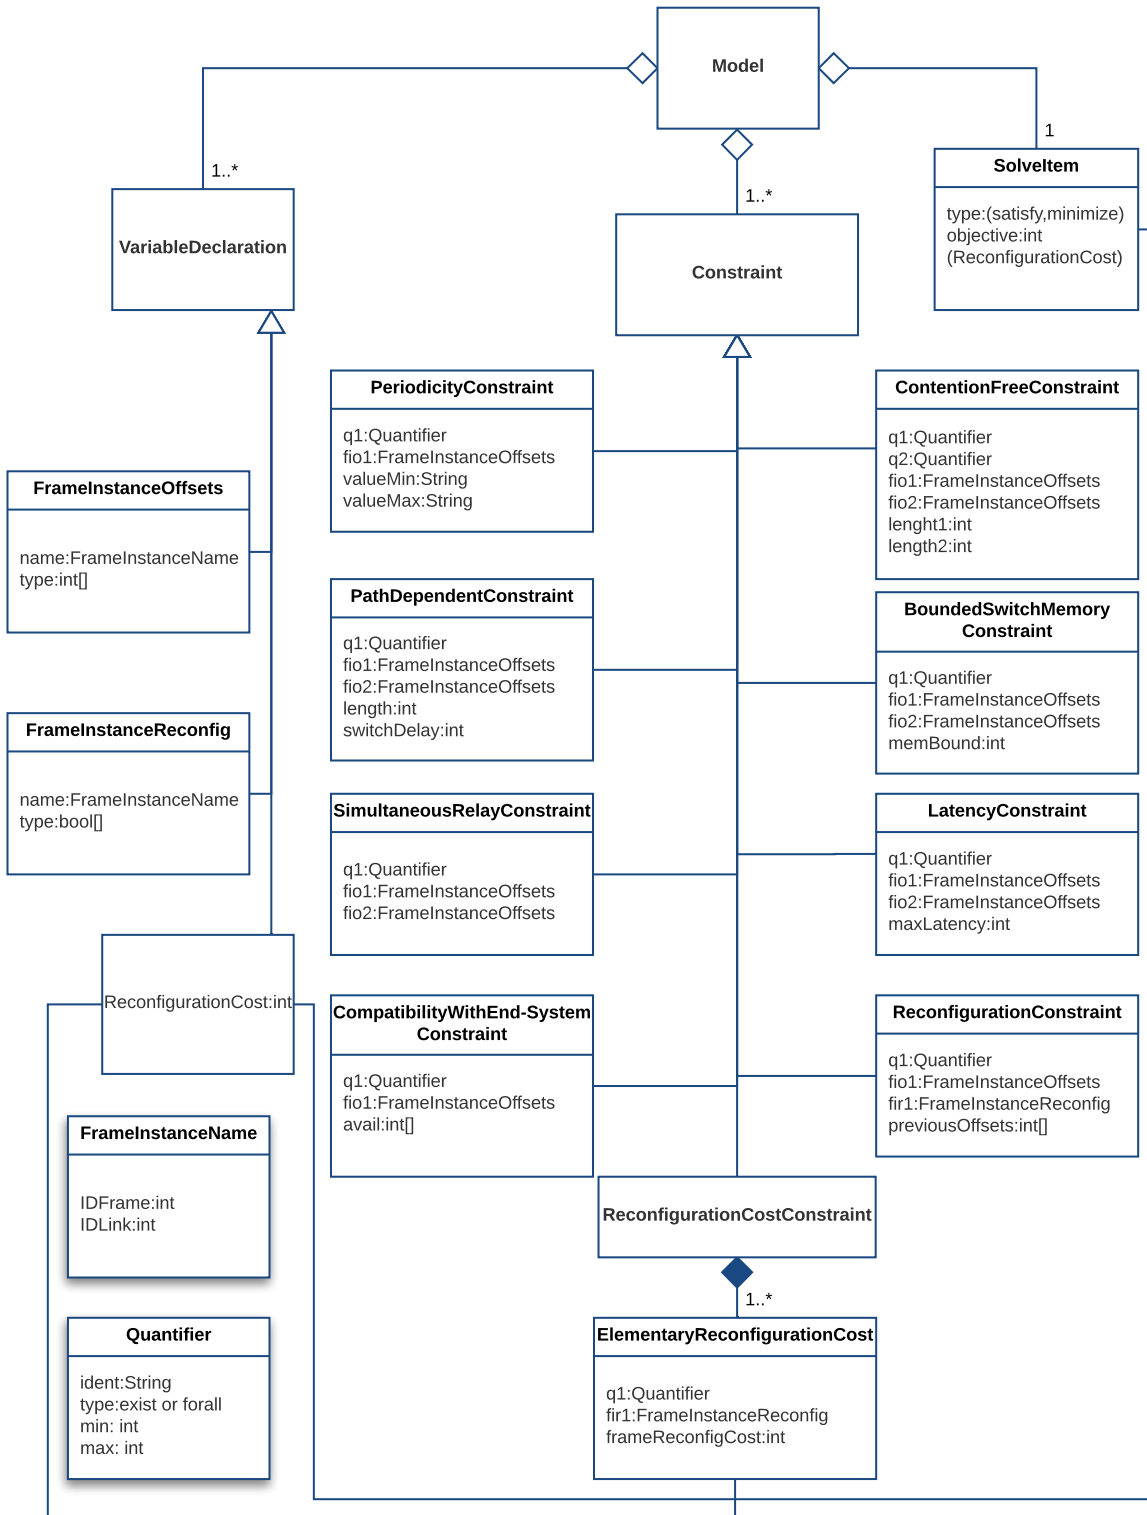 Model
1..*
1..*
1
VariableDeclaration
Constraint
SolveItem
type:(satisfy,minimize)
objective:int
(ReconfigurationCost)
PeriodicityConstraint
q1:Quantifier
fio1:FrameInstanceOffsets
valueMin:String
valueMax:String
ContentionFreeConstraint
q1:Quantifier
q2:Quantifier
fio1:FrameInstanceOffsets
fio2:FrameInstanceOffsets
lenght1:int
length2:int
FrameInstanceOffsets
name:FrameInstanceName
type:int[]
PathDependentConstraint
q1:Quantifier
fio1:FrameInstanceOffsets
fio2:FrameInstanceOffsets
length:int
switchDelay:int
BoundedSwitchMemory
Constraint
q1:Quantifier
fio1:FrameInstanceOffsets
fio2:FrameInstanceOffsets
memBound:int
FrameInstanceReconfig
name:FrameInstanceName
type:bool[]
SimultaneousRelayConstraint
q1:Quantifier
fio1:FrameInstanceOffsets
fio2:FrameInstanceOffsets
LatencyConstraint
q1:Quantifier
fio1:FrameInstanceOffsets
fio2:FrameInstanceOffsets
maxLatency:int
ReconfigurationCost:int
CompatibilityWithEnd-System
Constraint
q1:Quantifier
fio1:FrameInstanceOffsets
avail:int[]
ReconfigurationConstraint
q1:Quantifier
fio1:FrameInstanceOffsets
fir1:FrameInstanceReconfig
previousOffsets:int[]
FrameInstanceName
IDFrame:int
IDLink:int
ReconfigurationCostConstraint
1..*
Quantifier
ident:String
type:exist or forall
min: int
max: int
ElementaryReconfigurationCost
q1:Quantifier
fir1:FrameInstanceReconfig
frameReconfigCost:int